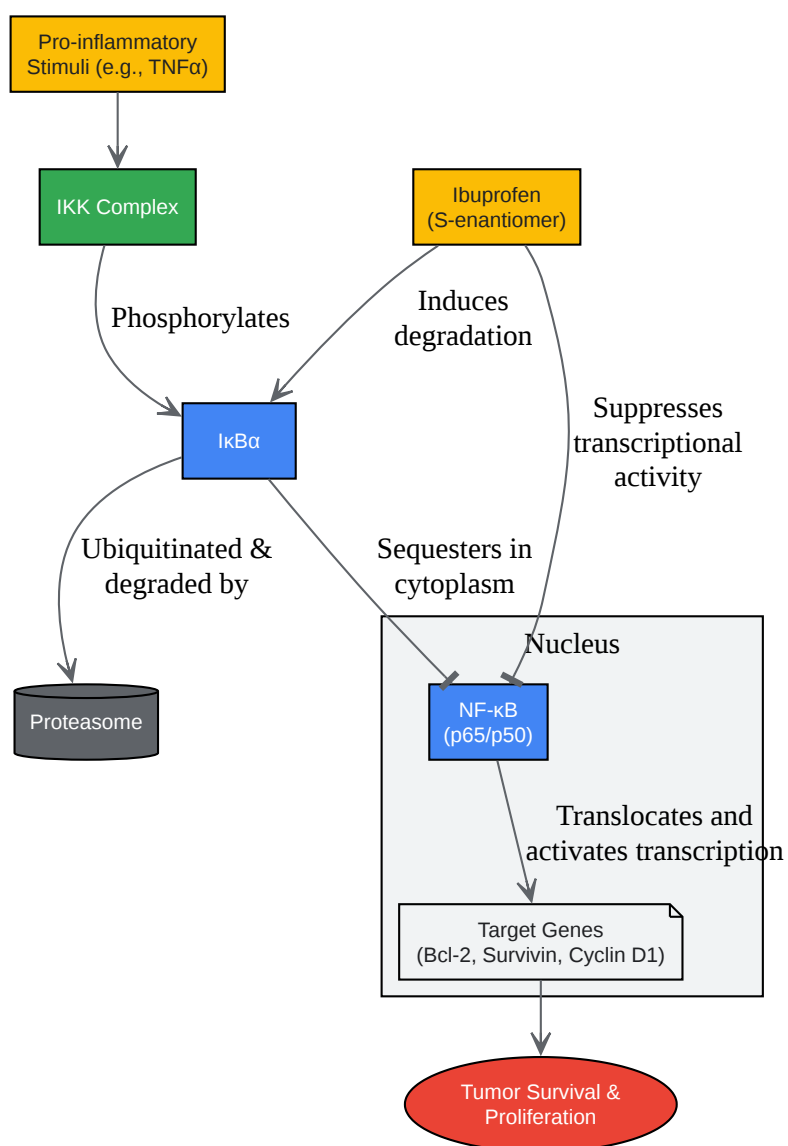 Pro-inflammatory
Stimuli (e.g., TNFα)
IKK Complex
Ibuprofen
(S-enantiomer)
Phosphorylates
Induces
degradation
IκBα
Suppresses
transcriptional
activity
Ubiquitinated &
degraded by
Sequesters in
cytoplasm
Nucleus
Proteasome
NF-κB
(p65/p50)
Translocates and
activates transcription
Target Genes
(Bcl-2, Survivin, Cyclin D1)
Tumor Survival &
Proliferation